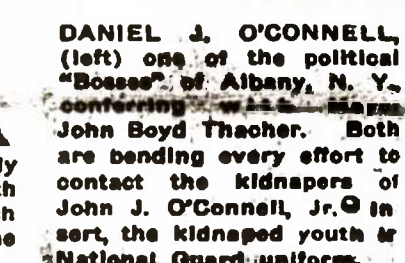 DANIEL J. O'CONNELL,
(left) one of the political
"Bosses" of Albany, N. Y.,
conferring
John Boyd Thacher. Both
are bending every effort to
contact the kidnapers of
John J. O'Connell, Jr. In-
sert, the kidnaped youth
National Guard uniform.